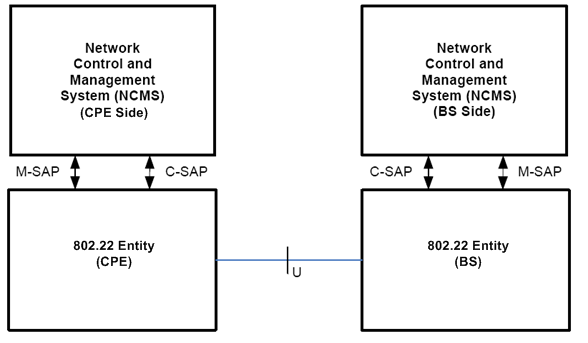 Network
Control and
Management
System (NCMS)
(CPE Side)
Network
Control and
Management
System (NCMS)
(BS Side)
M-SAP
C-SAP
C-SAP
M-SAP
802.22 Entity
(CPE)
802.22 Entity
(BS)
U